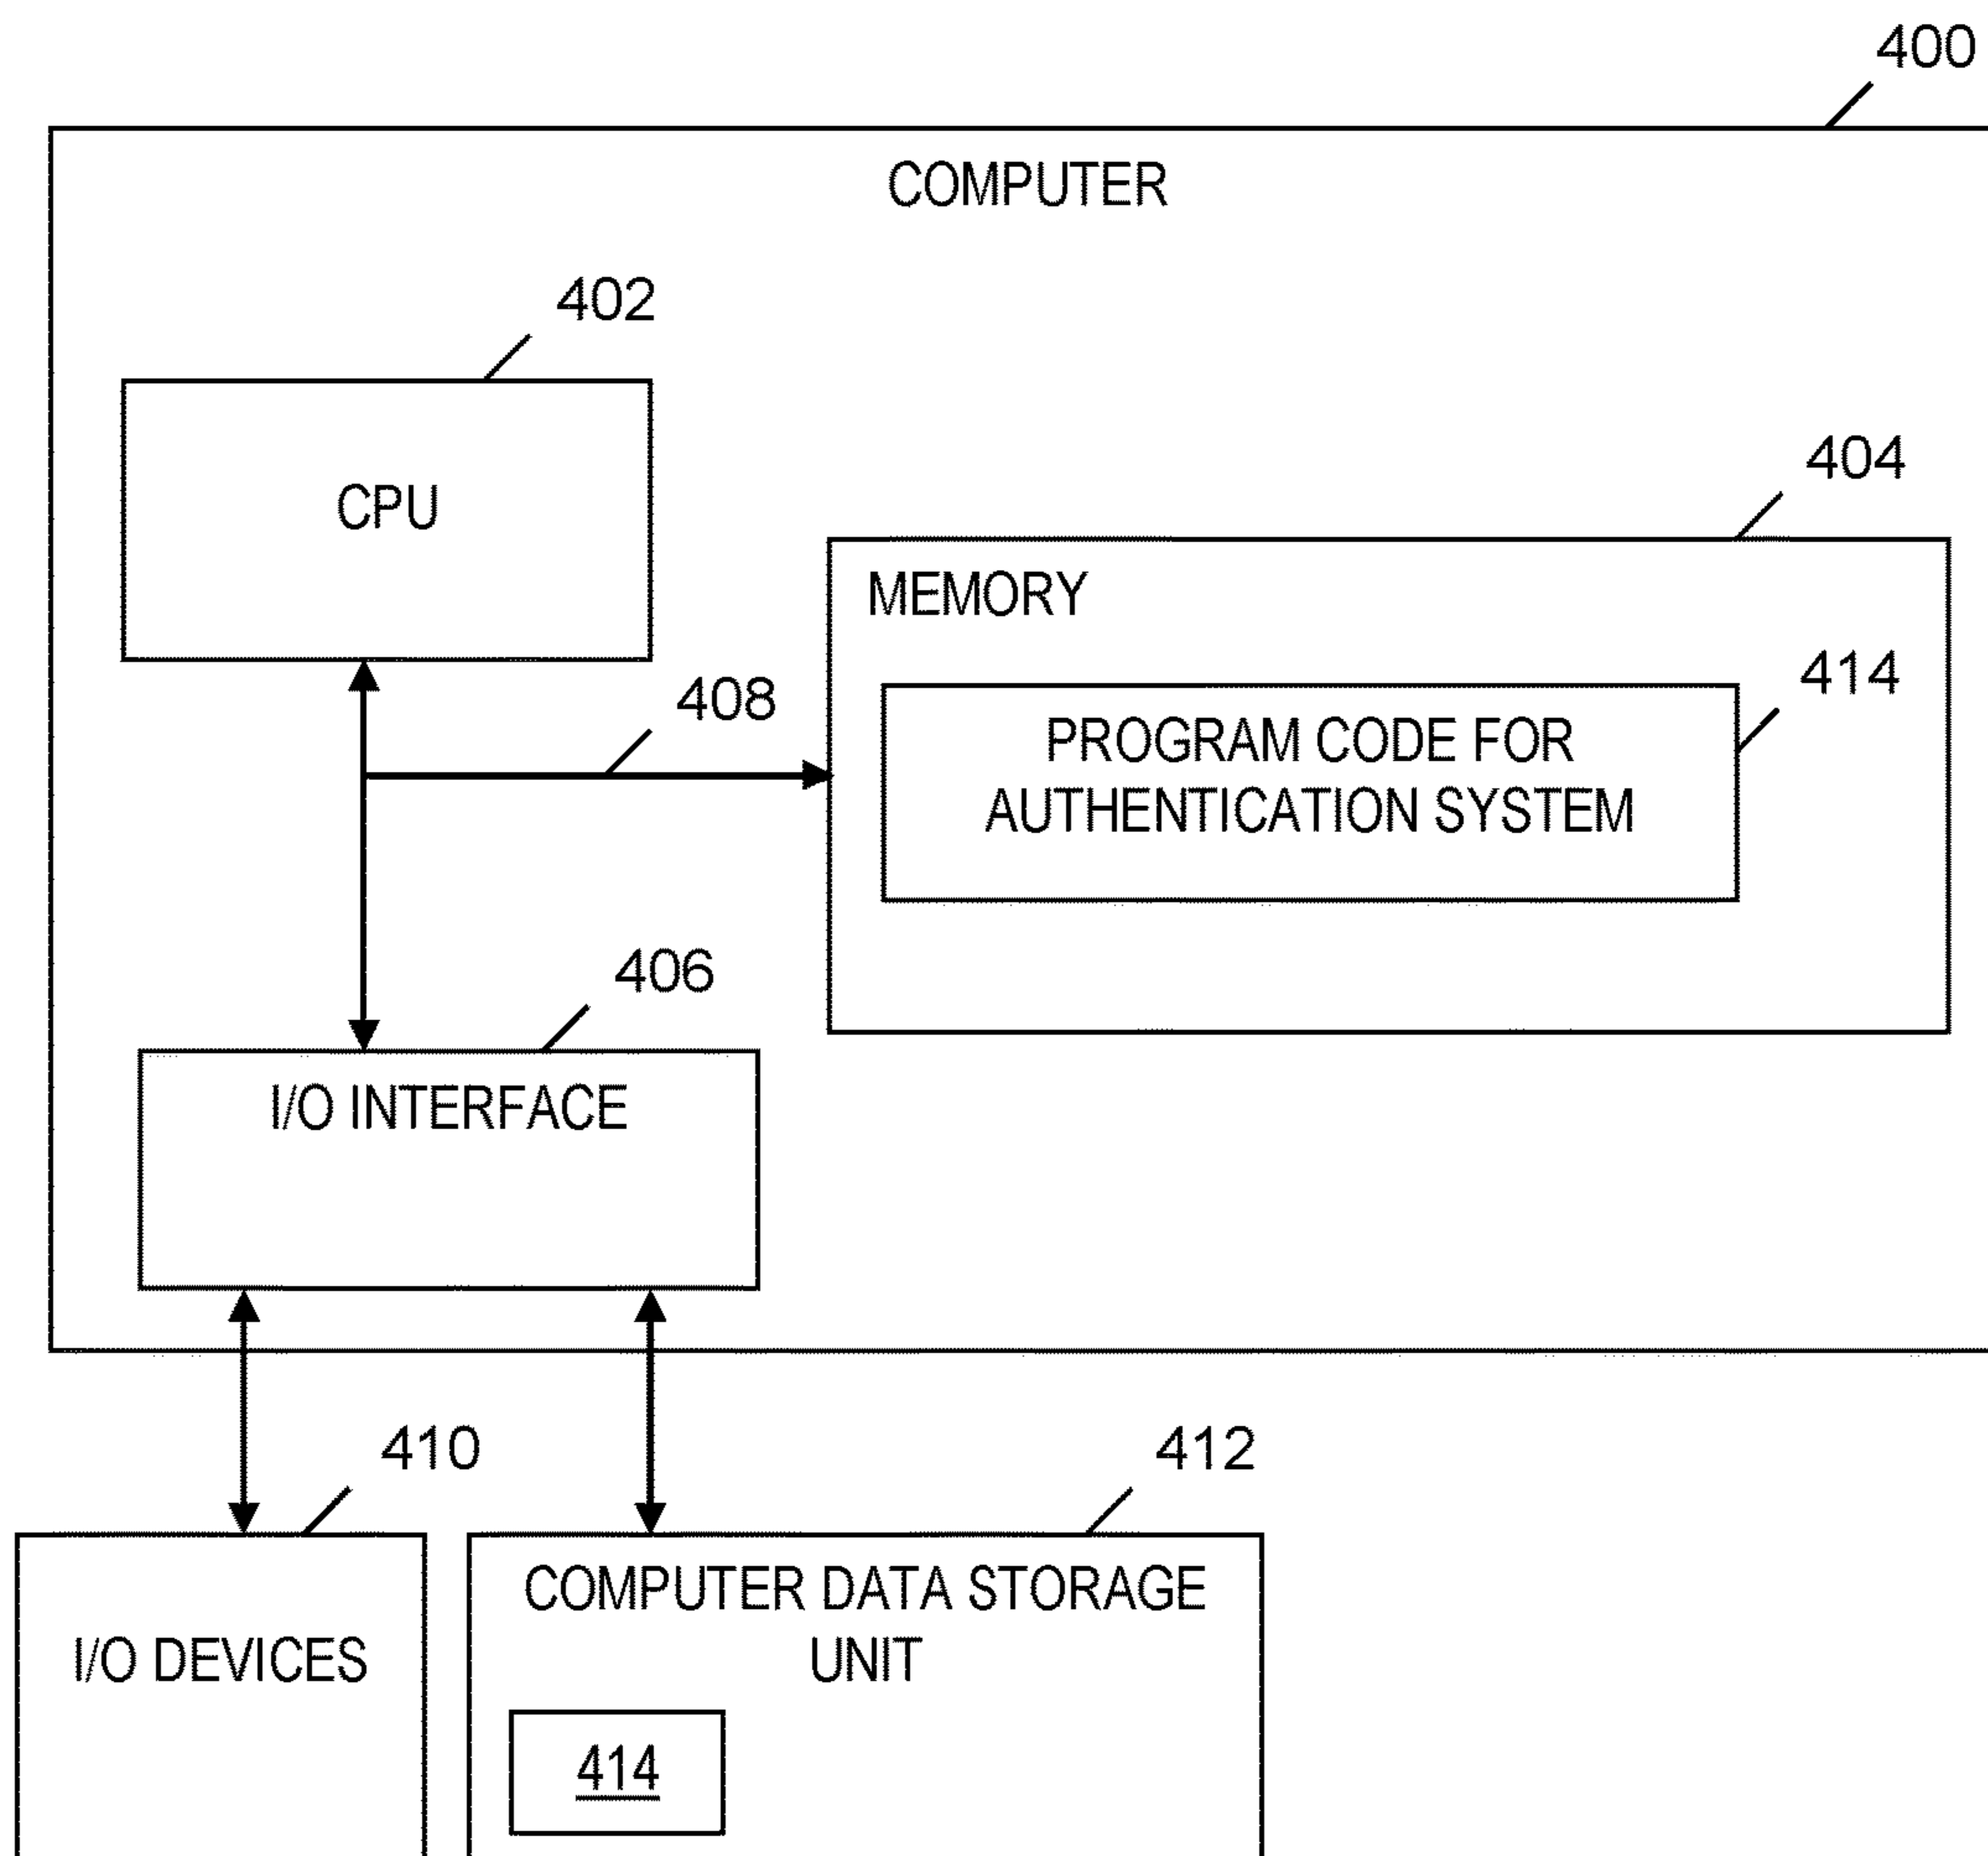 400
COMPUTER
402
CPU
404
MEMORY
408
414
PROGRAM CODE FOR
AUTHENTICATION SYSTEM
406
I/O INTERFACE
410
412
I/O DEVICES
COMPUTER DATA STORAGE
UNIT
414